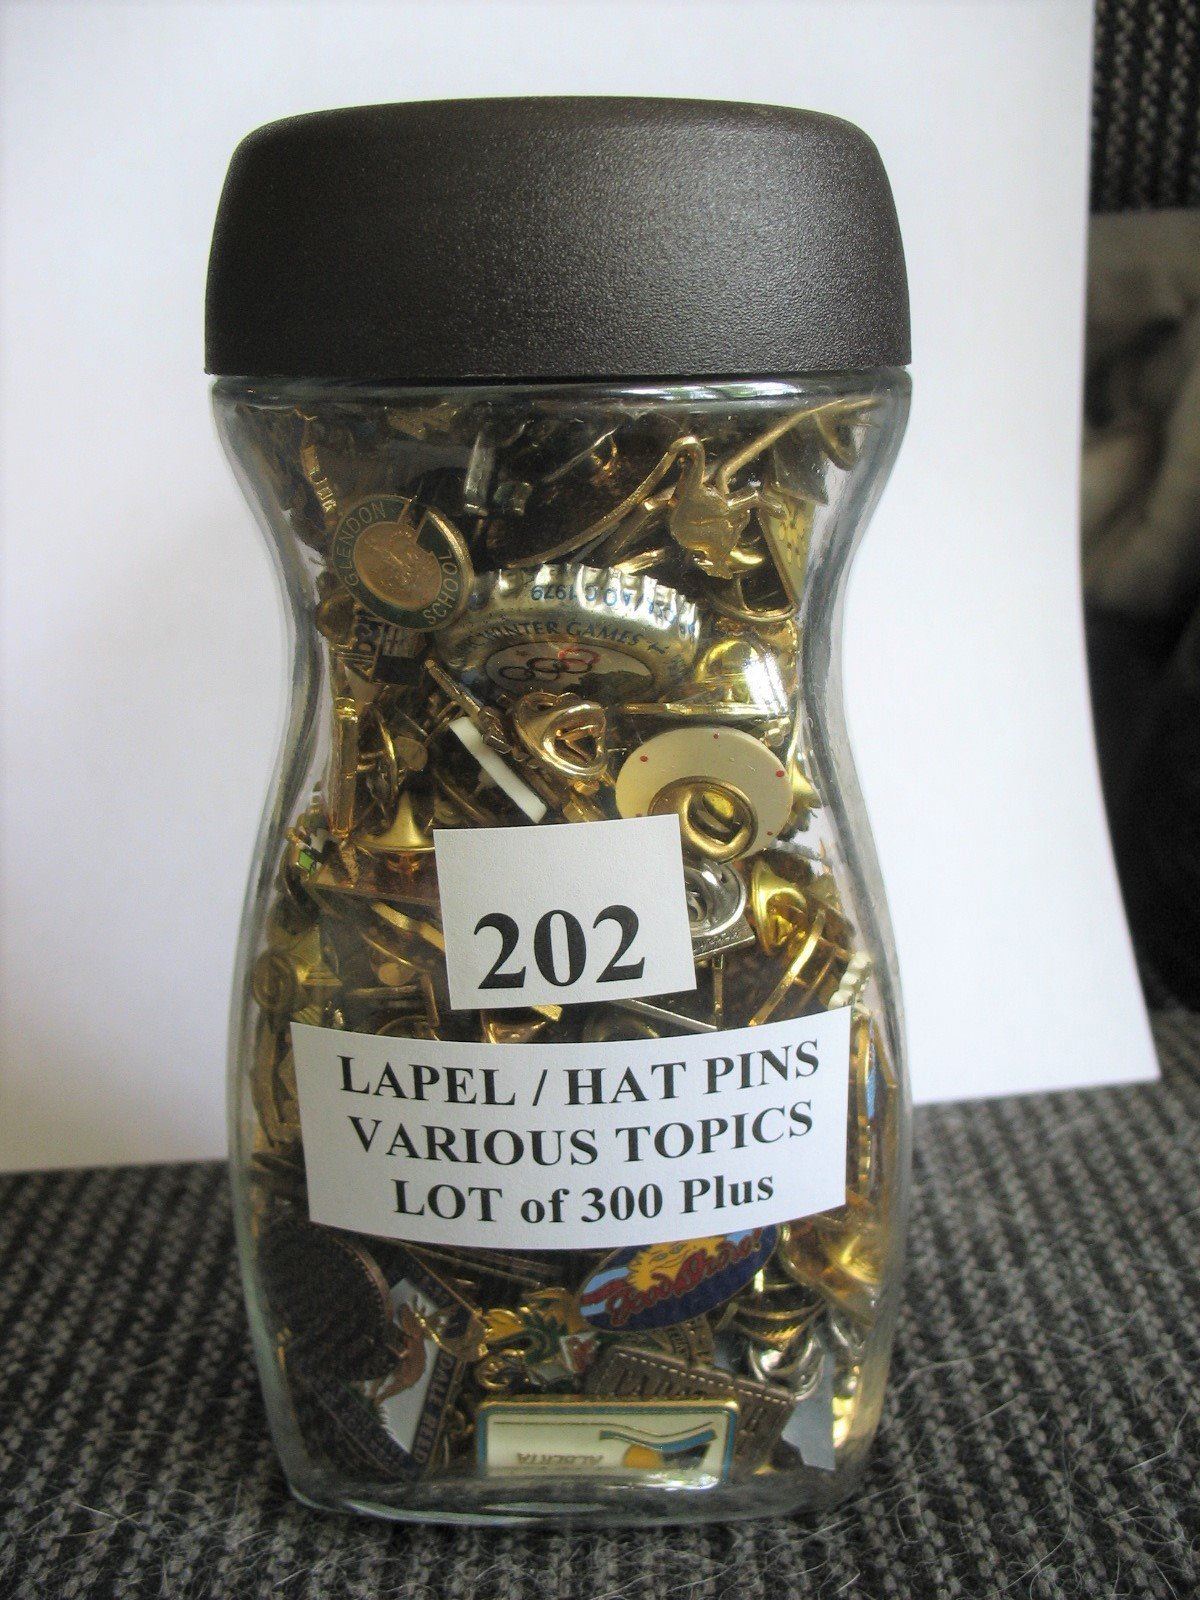 GLENDON
SCHOOL
1979
WINTER GAMES
202
LAPEL / HAT PINS
VARIOUS TOPICS
LOT of 300 Plus
ALBERTA